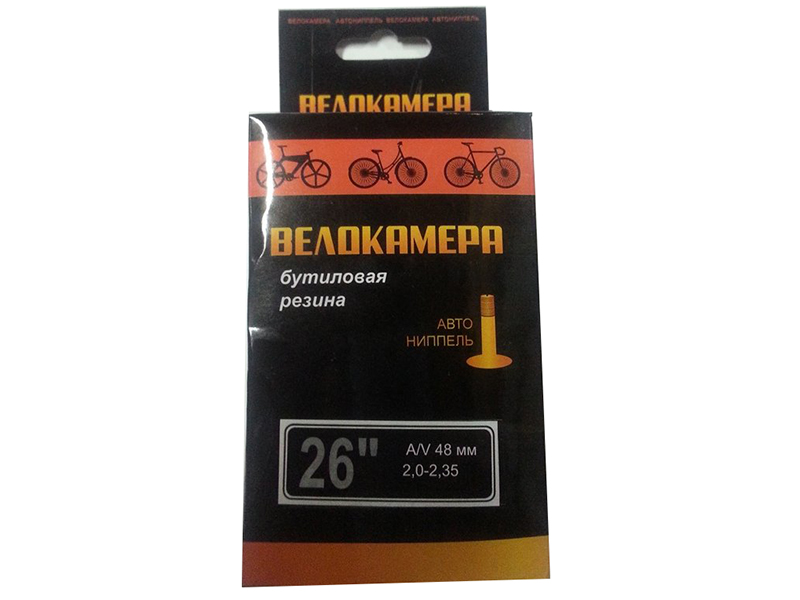 ВЕЛОКАМЕРА АВТОНИППЕЛЬ ВЕЛОКАМЕРА АВТОНИППЕЛЬ
ВЕЛОКАМЕРА
ВЕЛОКАМЕРА
бутиловая
резина
АВТО
НИППЕЛЬ
26"
A/V 48 мм
2,0-2,35